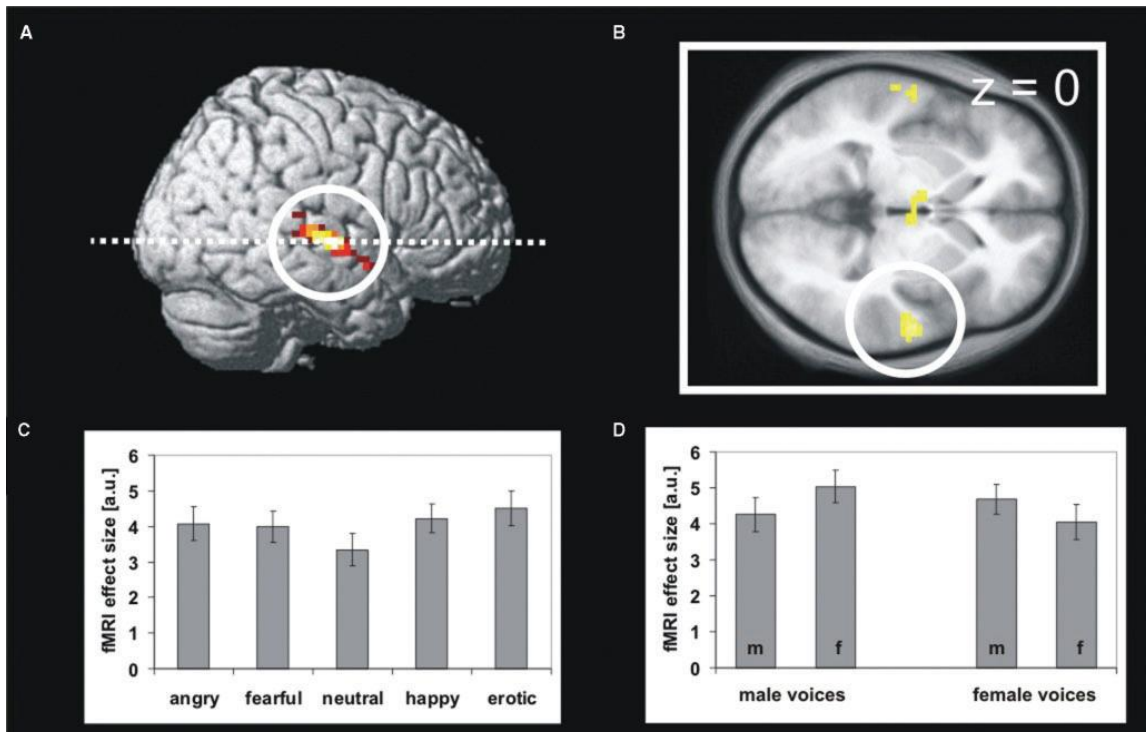 A
B
z = 0
C
fMRI effect size [a.u.]
6
5
4
3
2
1
0
angry fearful neutral happy erotic
D
fMRI effect size [a.u.]
6
5
4
3
2
1
0
m f m f
male voices female voices